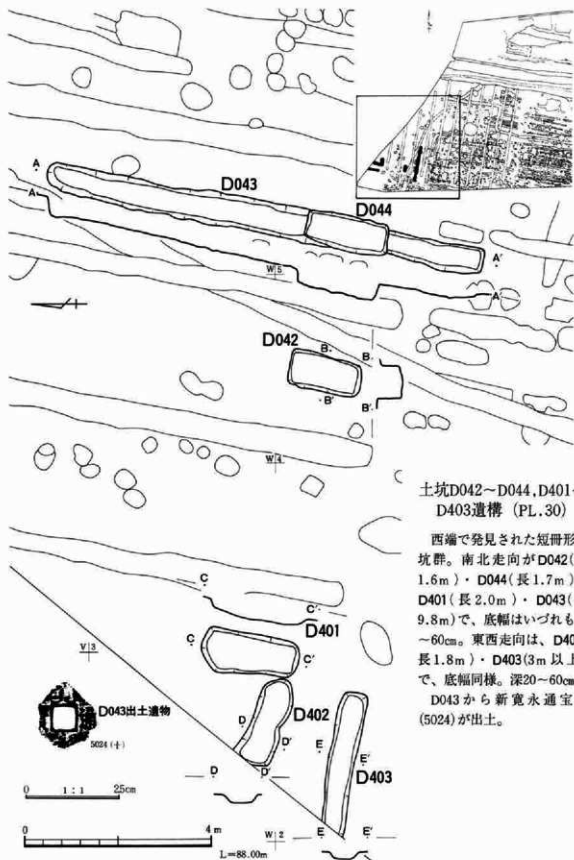 A
A
D043
D044
A'
A'
W|5
D042
B
B
B'
B'
W|4
土坑D042～D044,D401・
D403遺構（PL.30）
西端で発見された短冊形
坑群。南北走向がD042(
1.6m)・D044(長1.7m)
D401(長2.0m)・D043(
9.8m)で、底幅はいづれも
～60cm。東西走向は、D40
長1.8m)・D403(3m以上
で、底幅同様。深20～60cm
D043から新寛永通宝
(5024)が出土。
C
C'
D401
C
C'
V|3
D043出土遺物
5024 (+)
D402
D
D'
E
E'
D403
D
D'
0 1:1 25cm
W|2
E
E'
0 4m
L=88.00m